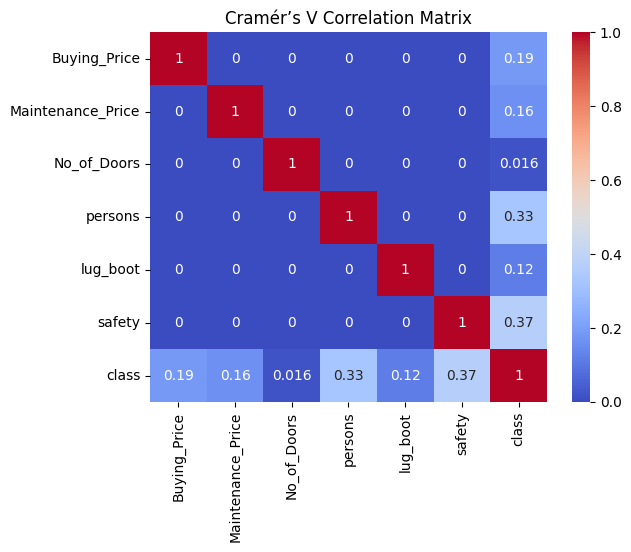 Cramér’s V Correlation Matrix
Buying_Price 1 0 0 0 0 0 0.19
Maintenance_Price 0 1 0 0 0 0 0.16
No_of_Doors 0 0 1 0 0 0 0.016
persons 0 0 0 1 0 0 0.33
lug_boot 0 0 0 0 1 0 0.12
safety 0 0 0 0 0 1 0.37
class 0.19 0.16 0.016 0.33 0.12 0.37 1
Buying_Price
Maintenance_Price
No_of_Doors
persons
lug_boot
safety
class
1.0
0.8
0.6
0.4
0.2
0.0